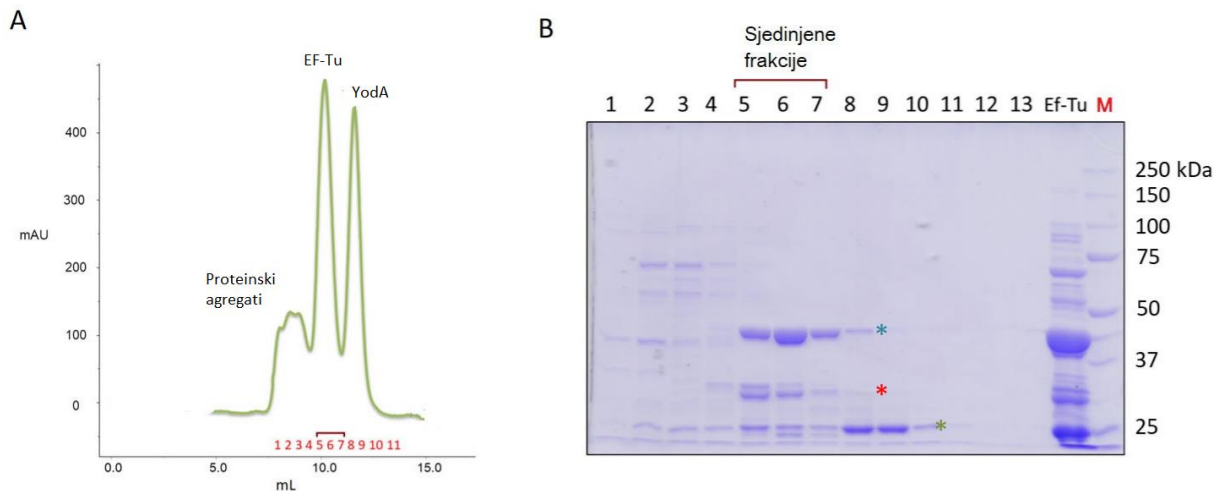 A
EF-Tu
YodA
400
300
mAU
200
Proteinski
agregati
100
0
1 2 3 4 5 6 7 8 9 10 11
0.0 5.0 10.0 15.0
mL
B
Sjedinjene
frakcije
1 2 3 4 5 6 7 8 9 10 11 12 13 Ef-Tu M
250 kDa
150
100
75
50
*
37
*
25
*